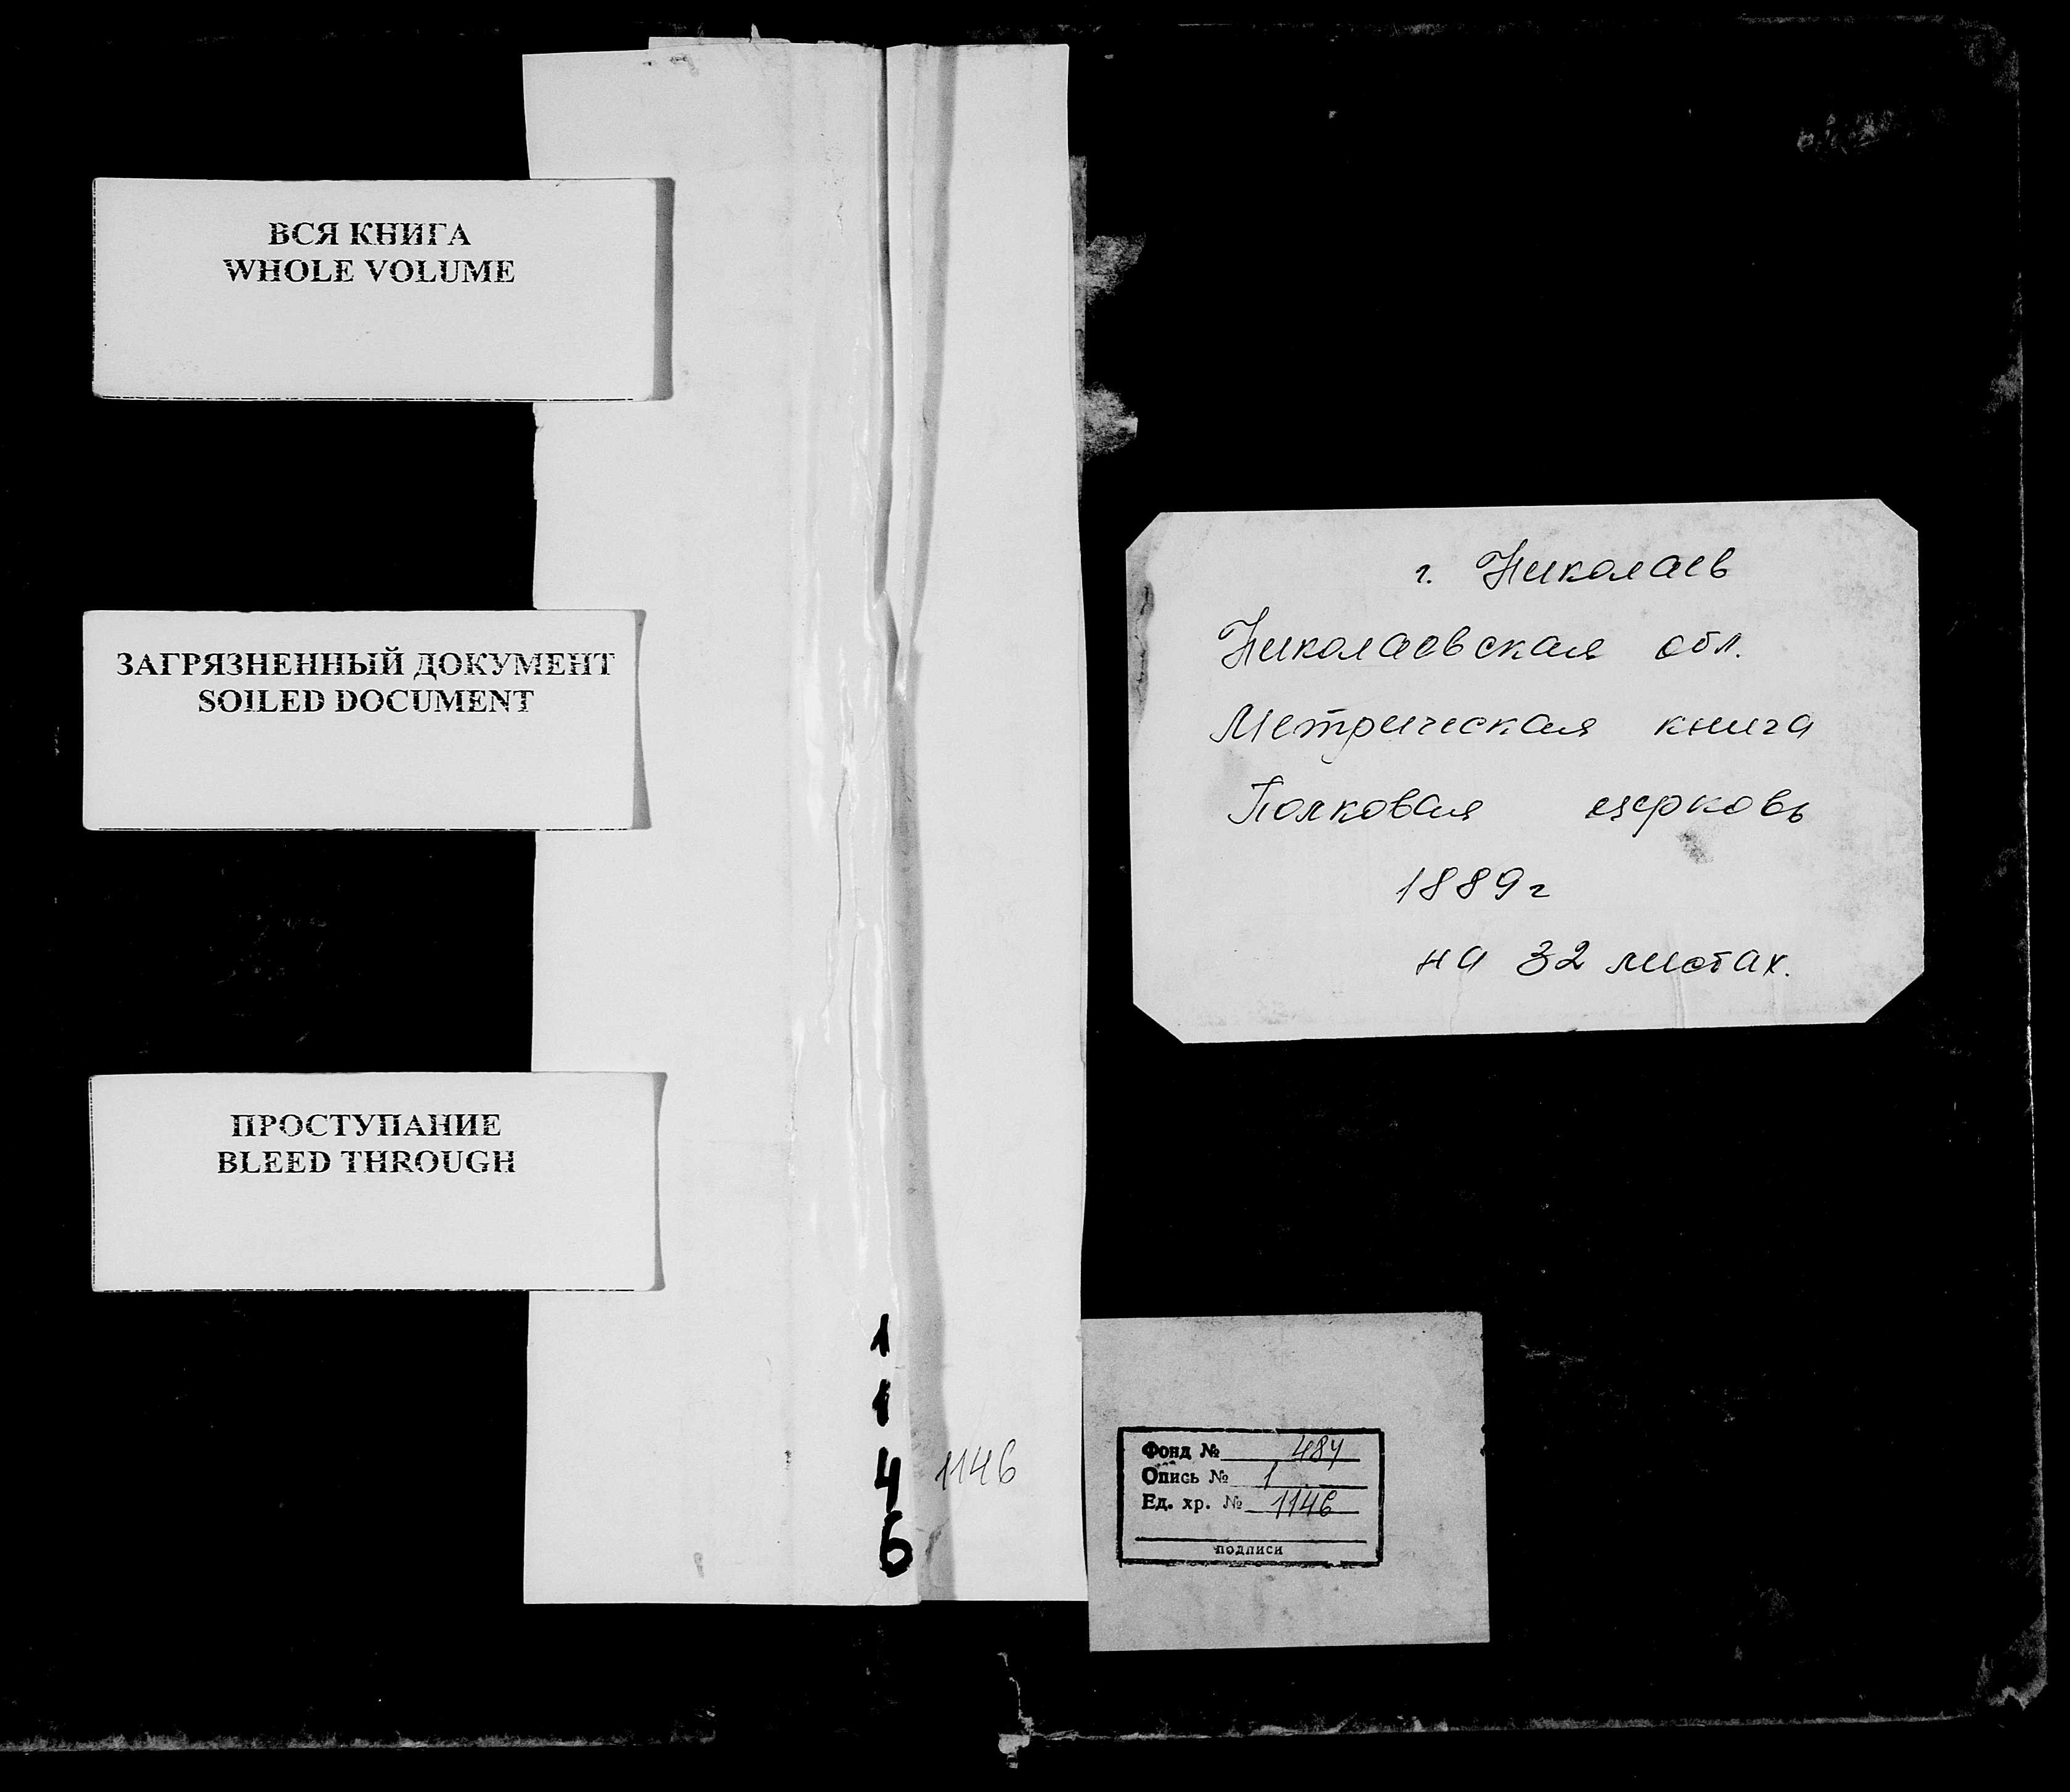 ВСЯ КНИГА
WHOLE VOLUME
ЗАГРЯЗНЕННЫЙ ДОКУМЕНТ
SOILED DOCUMENT
ПРОСТУПАНИЕ
BLEED THROUGH
1
1
4
6
1146
г. Николаев
Николаевская обл.
Метрическая книга
Полковая церковь
1889г
на 32 листах.
Фонд № 484
Опись № 1
Ед. хр. № 1146
подписи